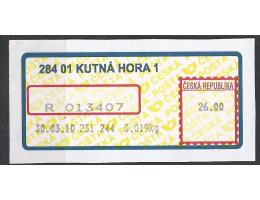 284 01 KUTNÁ HORA 1
ČESKÁ REPUBLIKA
R 013407
26.00
30.03.10 231 244 0.019kg